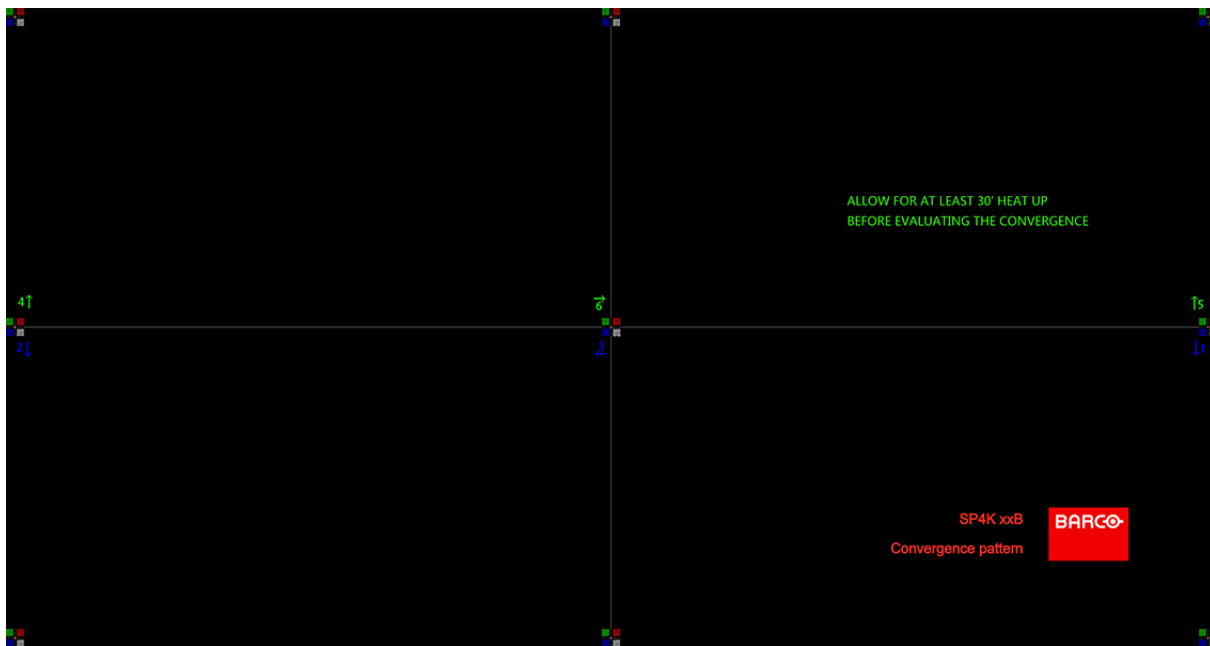 ALLOW FOR AT LEAST 30' HEAT UP
BEFORE EVALUATING THE CONVERGENCE
4↑
6
↑5
2↓
3
↓1
SP4K xxB
BARCO
Convergence pattern